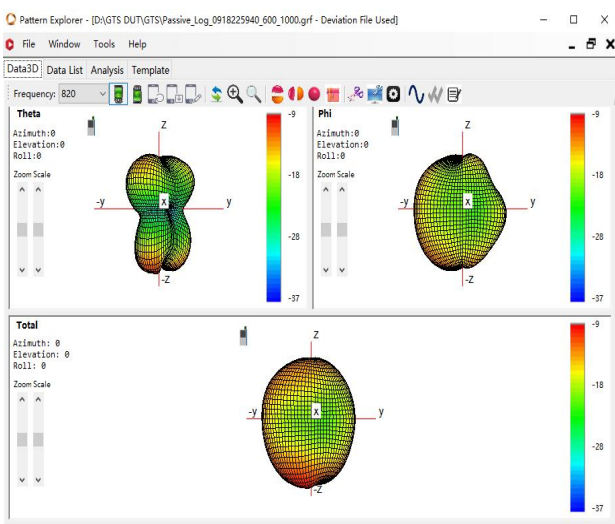 Pattern Explorer - [D:\GTS DUT\GTS\Passive_Log_0918225940_600_1000.grf - Deviation File Used]
File Window Tools Help
Data3D Data List Analysis Template
Frequency: 820
Theta
Azimuth:0
Elevation:0
Roll:0
Zoom Scale
Z
-y
x
y
-Z
-9
-18
-28
-37
Phi
Azimuth:0
Elevation:0
Roll:0
Zoom Scale
Z
-y
x
y
-Z
-9
-18
-28
-37
Total
Azimuth: 0
Elevation: 0
Roll: 0
Zoom Scale
Z
-y
x
y
-Z
-9
-18
-28
-37